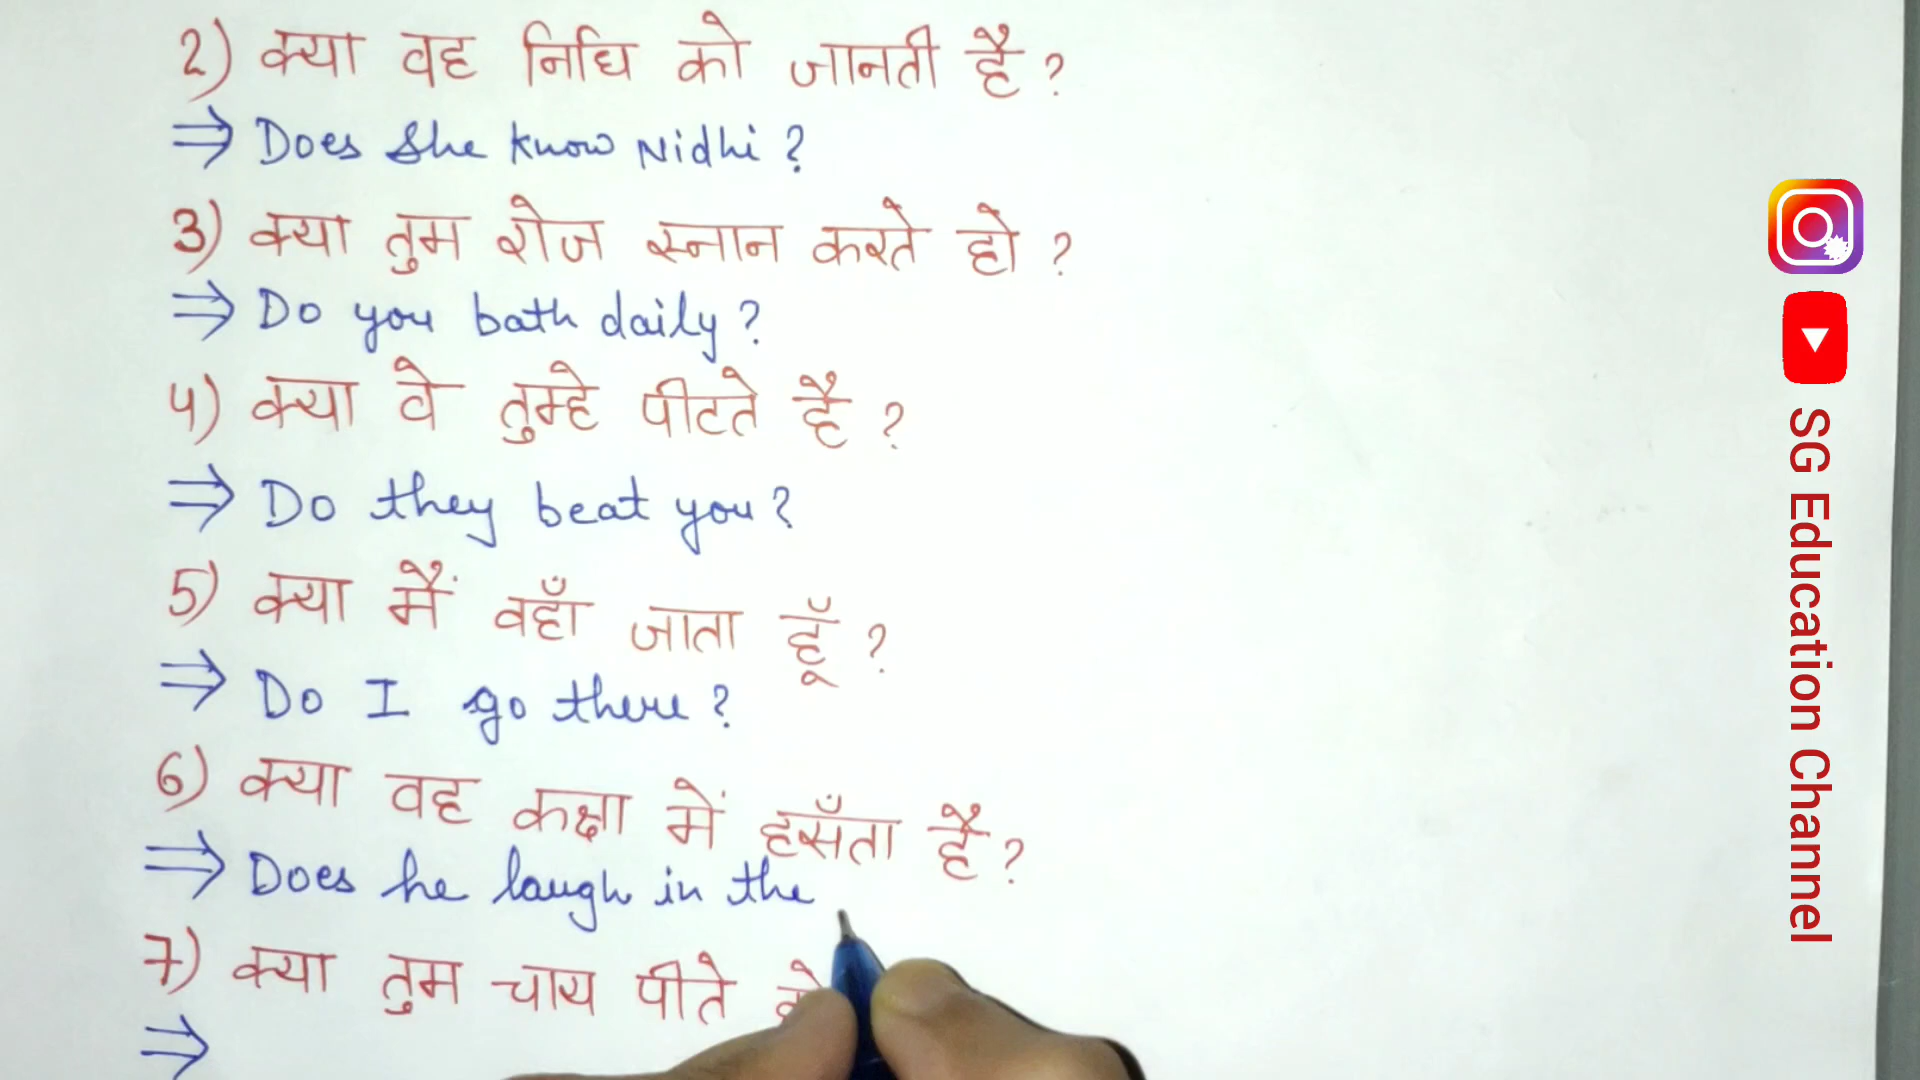 2) क्या वह निधि को जानती है ?
⇒ Does She know Nidhi ?
3) क्या तुम रोज स्नान करते हो ?
⇒ Do you bath daily ?
4) क्या वे तुम्हे पीटते है ?
⇒ Do they beat you ?
5) क्या मैं वहाँ जाता हूँ ?
⇒ Do I go there ?
6) क्या वह कक्षा में हसँता है ?
⇒ Does he laugh in the
7) क्या तुम चाय पीते
⇒
SG Education Channel